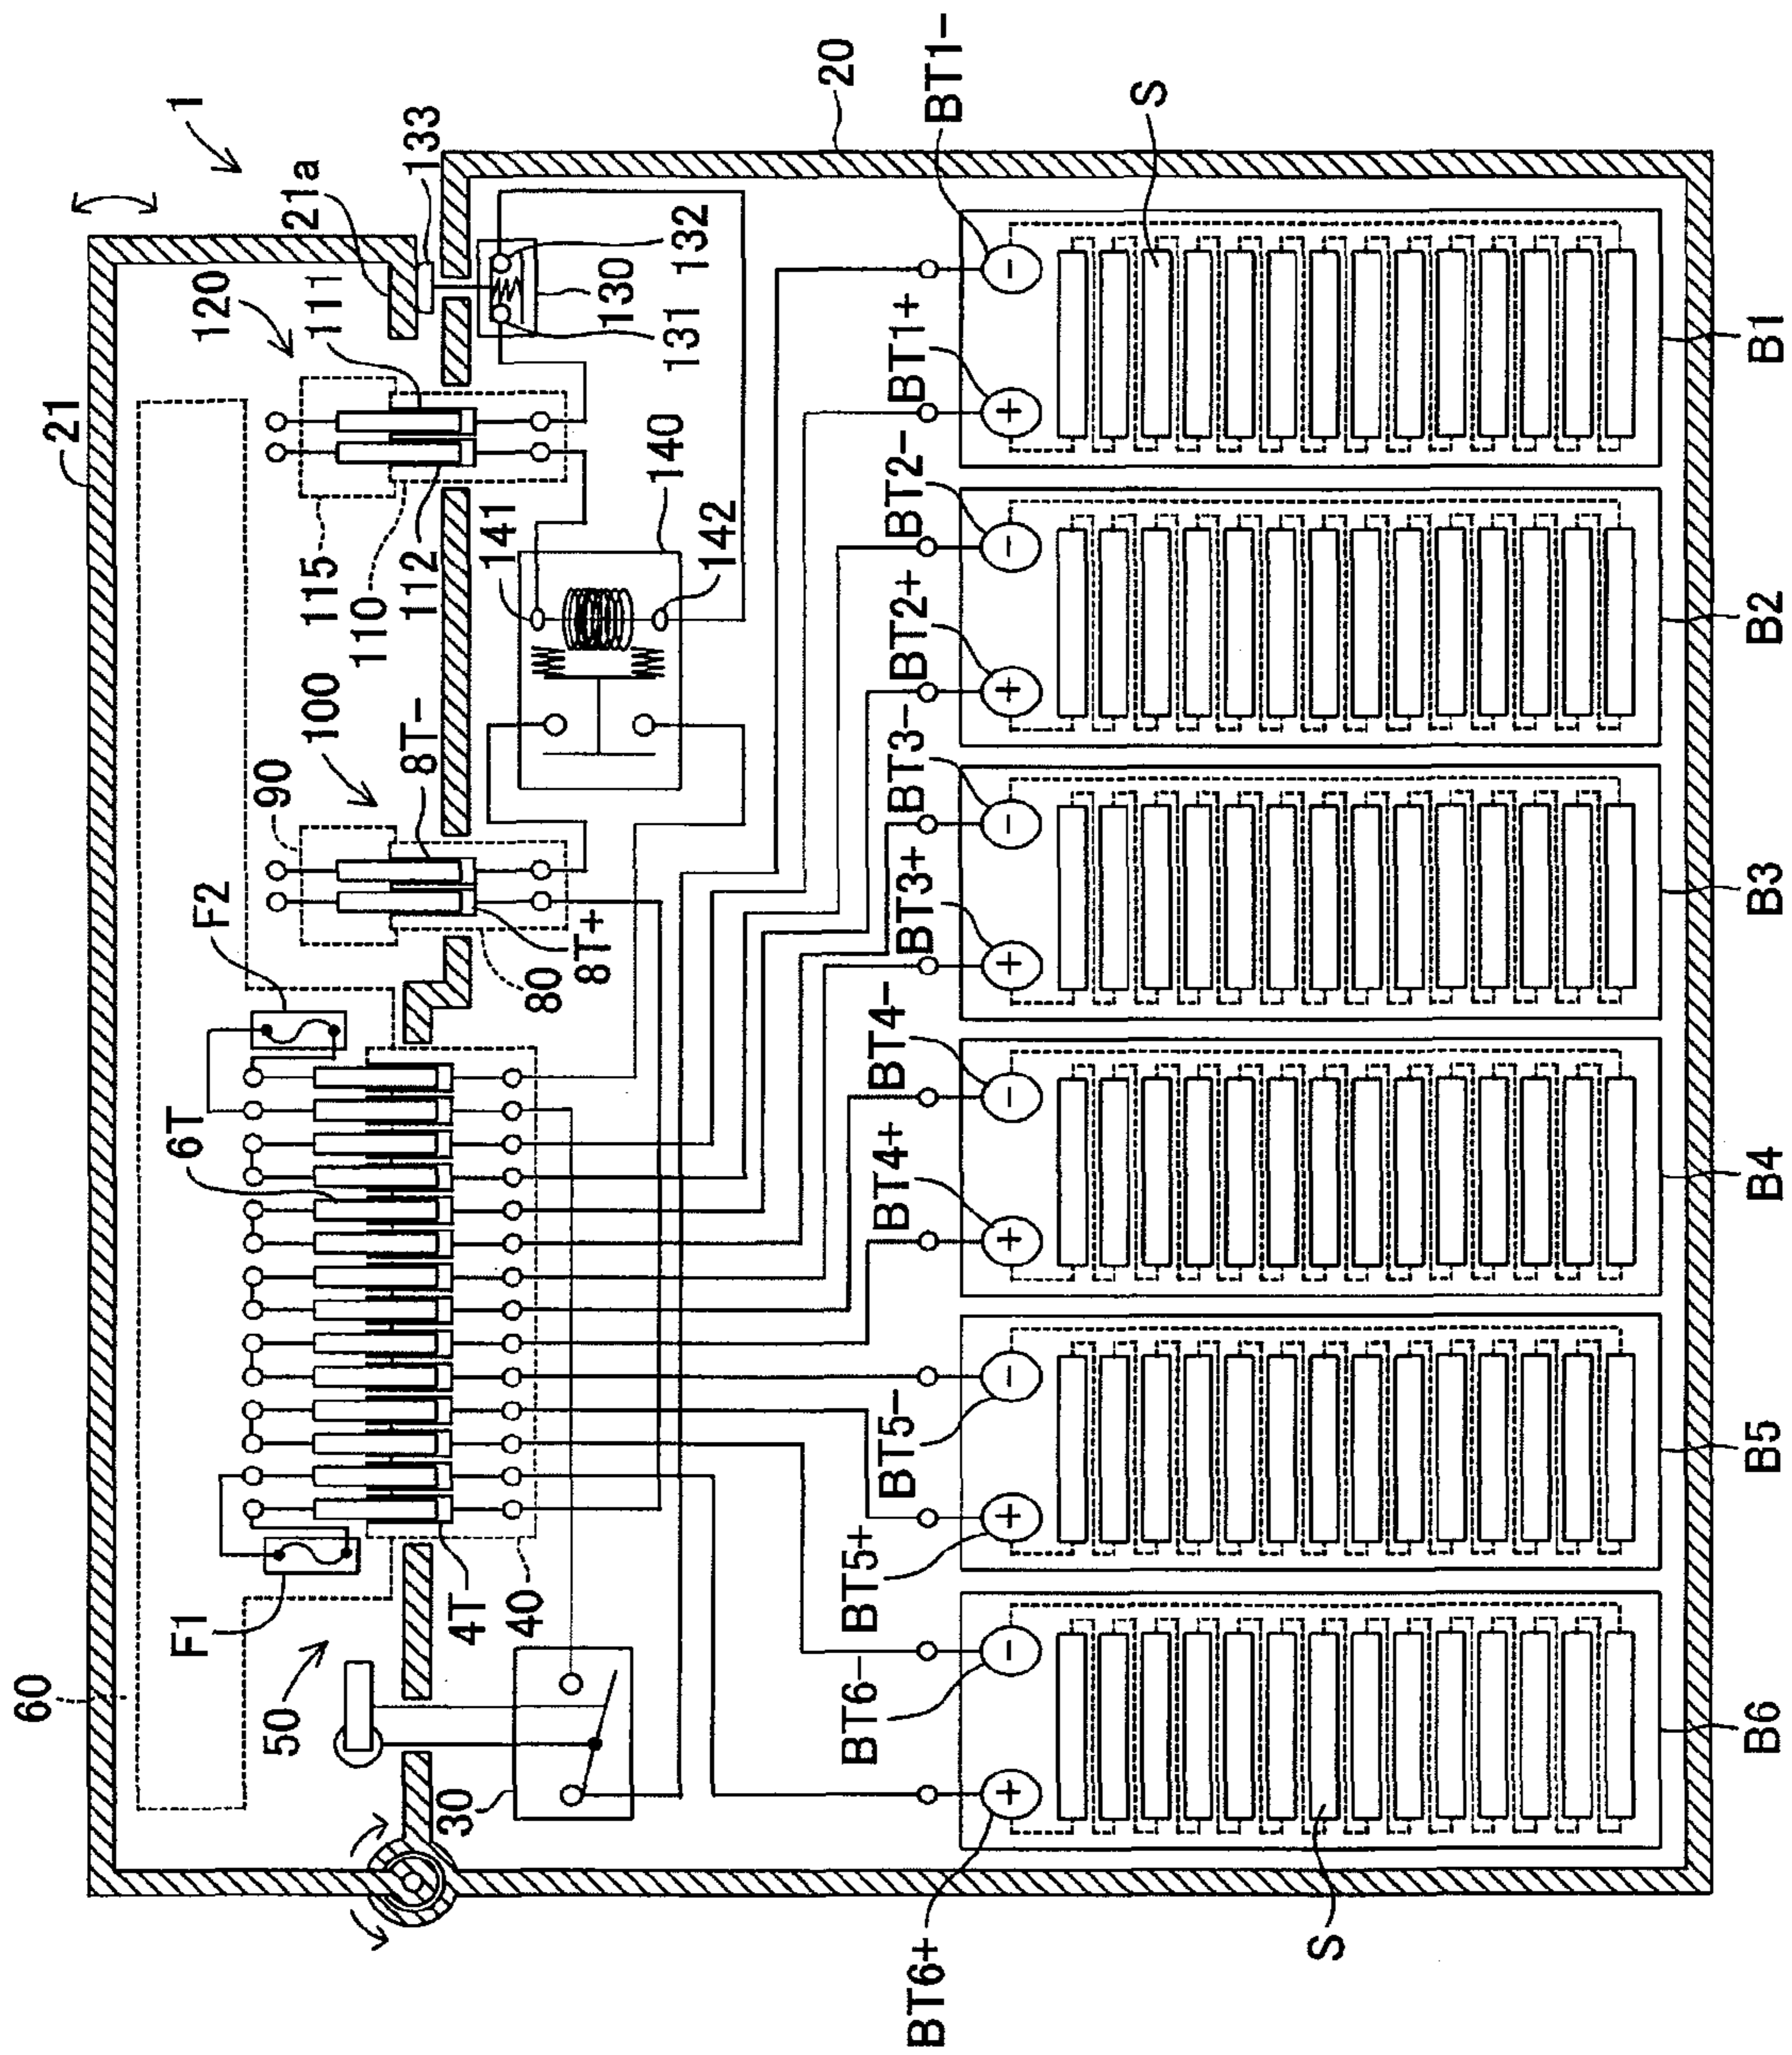 1
21
21a
133
120
111
20
BT1-
S
132
130
131
115
110
112
140
141
142
BT1+
B1
BT2-
BT2+
B2
100
90
8T-
8T+
80
F2
BT3-
BT3+
B3
6T
BT4-
BT4+
B4
60
F1
50
4T
40
30
BT5-
BT5+
B5
BT6-
BT6+
B6
S